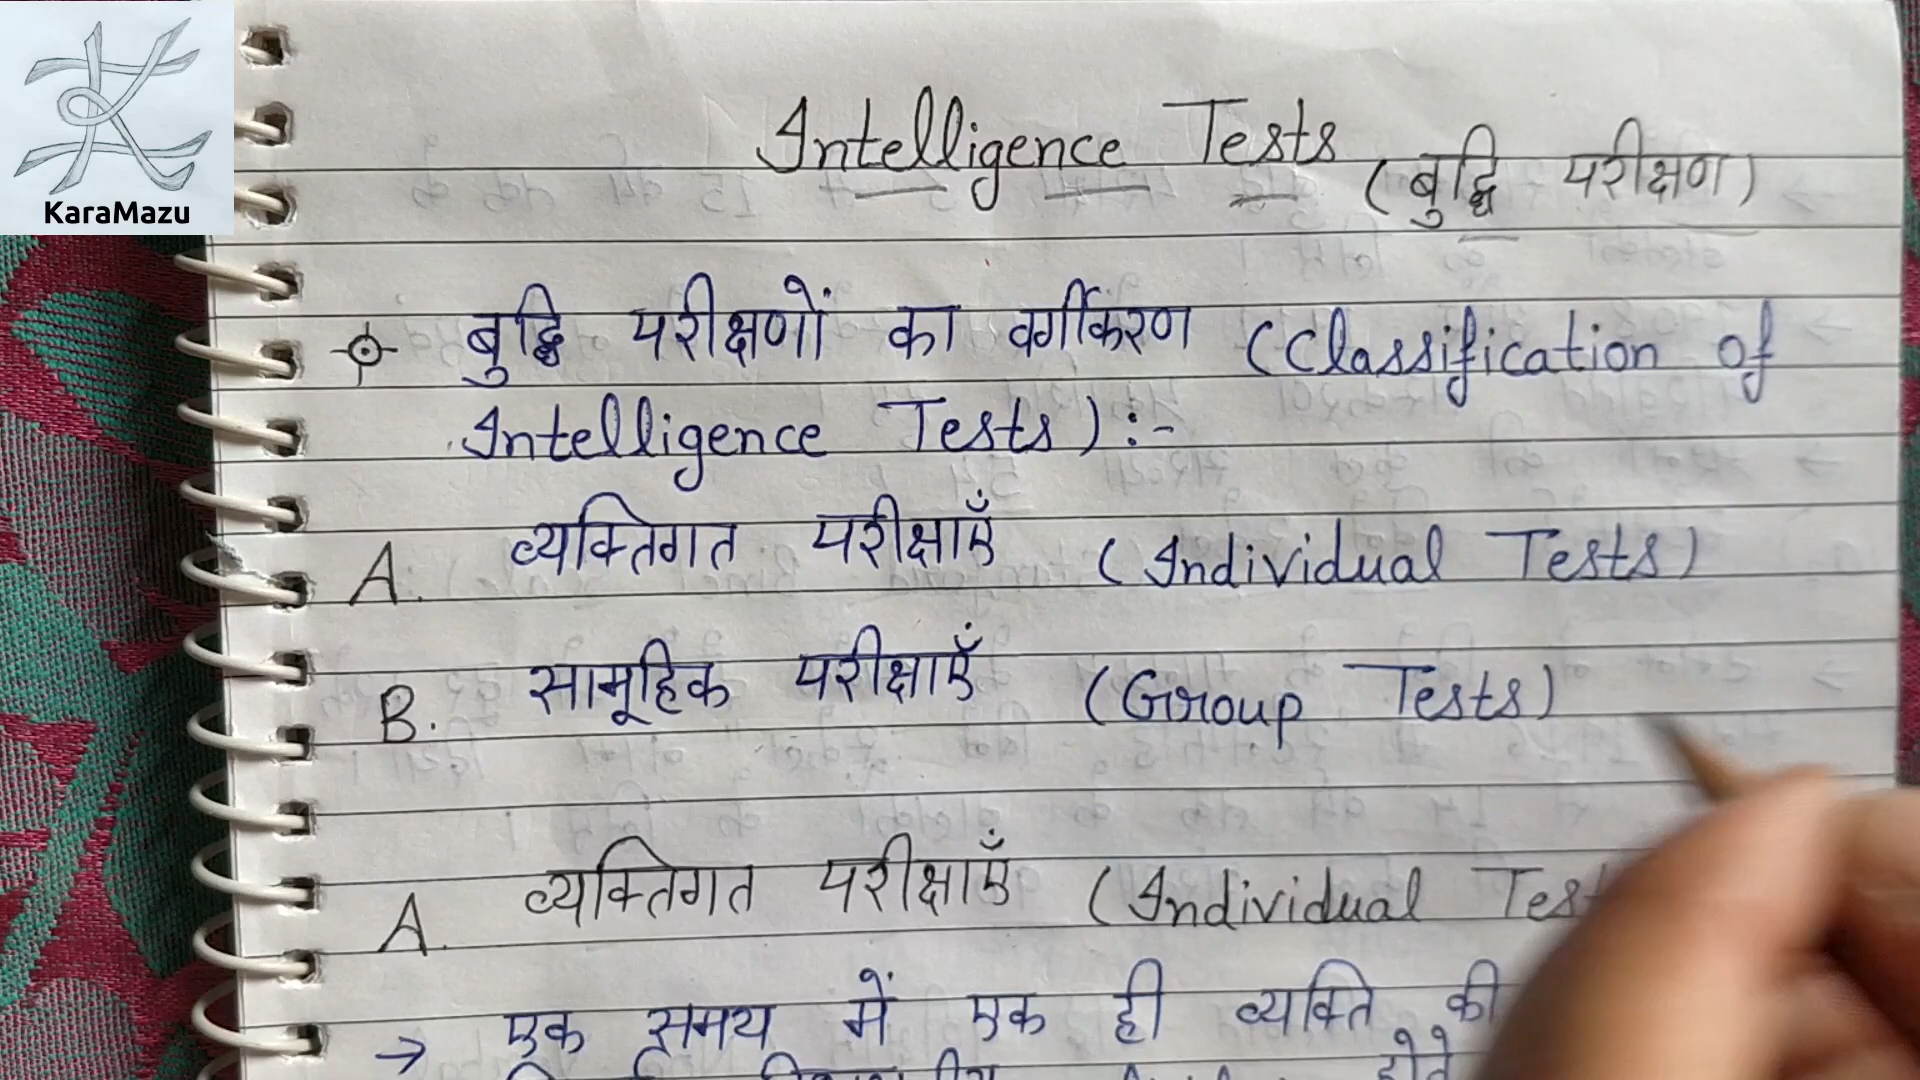 KaraMazu
Intelligence Tests (बुद्धि परीक्षण)
बुद्धि परीक्षणों का वर्गीकरण (Classification of
Intelligence Tests) :-
A. व्यक्तिगत परीक्षाएँ (Individual Tests)
B. सामूहिक परीक्षाएँ (Group Tests)
A. व्यक्तिगत परीक्षाएँ (Individual Test
→ एक समय में एक ही व्यक्ति की
होते